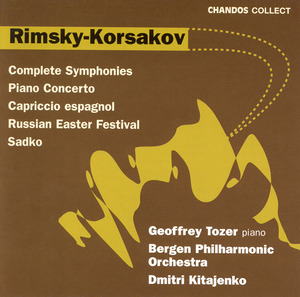 CHANDOS COLLECT
Rimsky-Korsakov
Complete Symphonies
Piano Concerto
Capriccio espagnol
Russian Easter Festival
Sadko
Geoffrey Tozer piano
Bergen Philharmonic
Orchestra
Dmitri Kitajenko